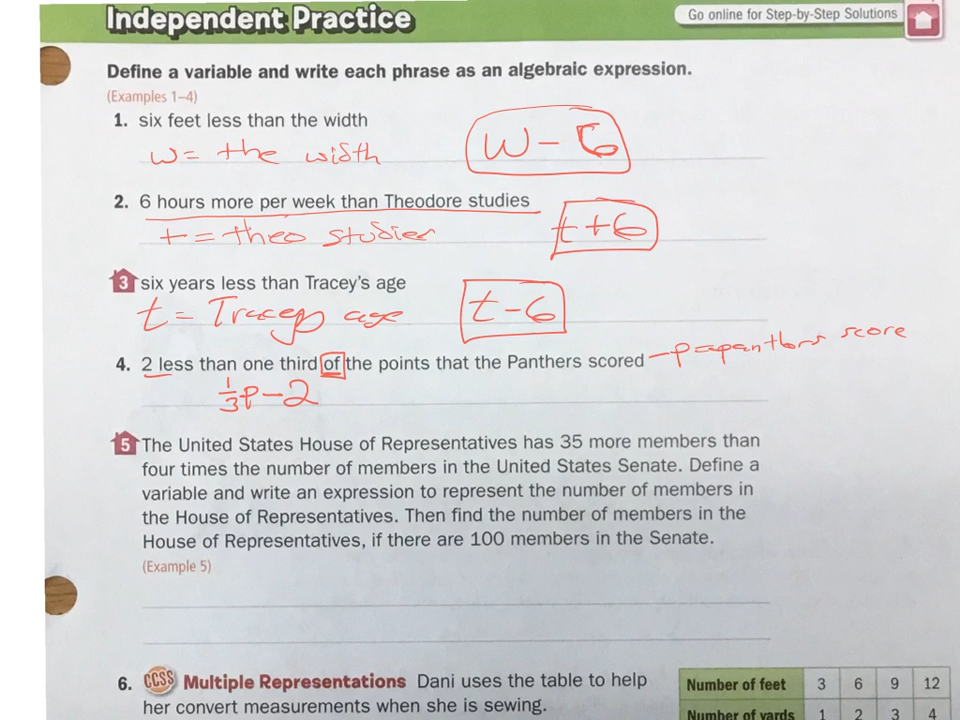 Independent Practice
Go online for Step-by-Step Solutions
Define a variable and write each phrase as an algebraic expression.
(Examples 1–4)
1. six feet less than the width
w = the width
w - 6
2. 6 hours more per week than Theodore studies
t = theo studier
t + 6
3 six years less than Tracey's age
t = Tracey age
t - 6
4. 2 less than one third of the points that the Panthers scored
p = panthers score
1/3 p - 2
5 The United States House of Representatives has 35 more members than
four times the number of members in the United States Senate. Define a
variable and write an expression to represent the number of members in
the House of Representatives. Then find the number of members in the
House of Representatives, if there are 100 members in the Senate.
(Example 5)
6. CCSS Multiple Representations Dani uses the table to help
her convert measurements when she is sewing.
Number of feet 3 6 9 12
Number of yards 1 2 3 4